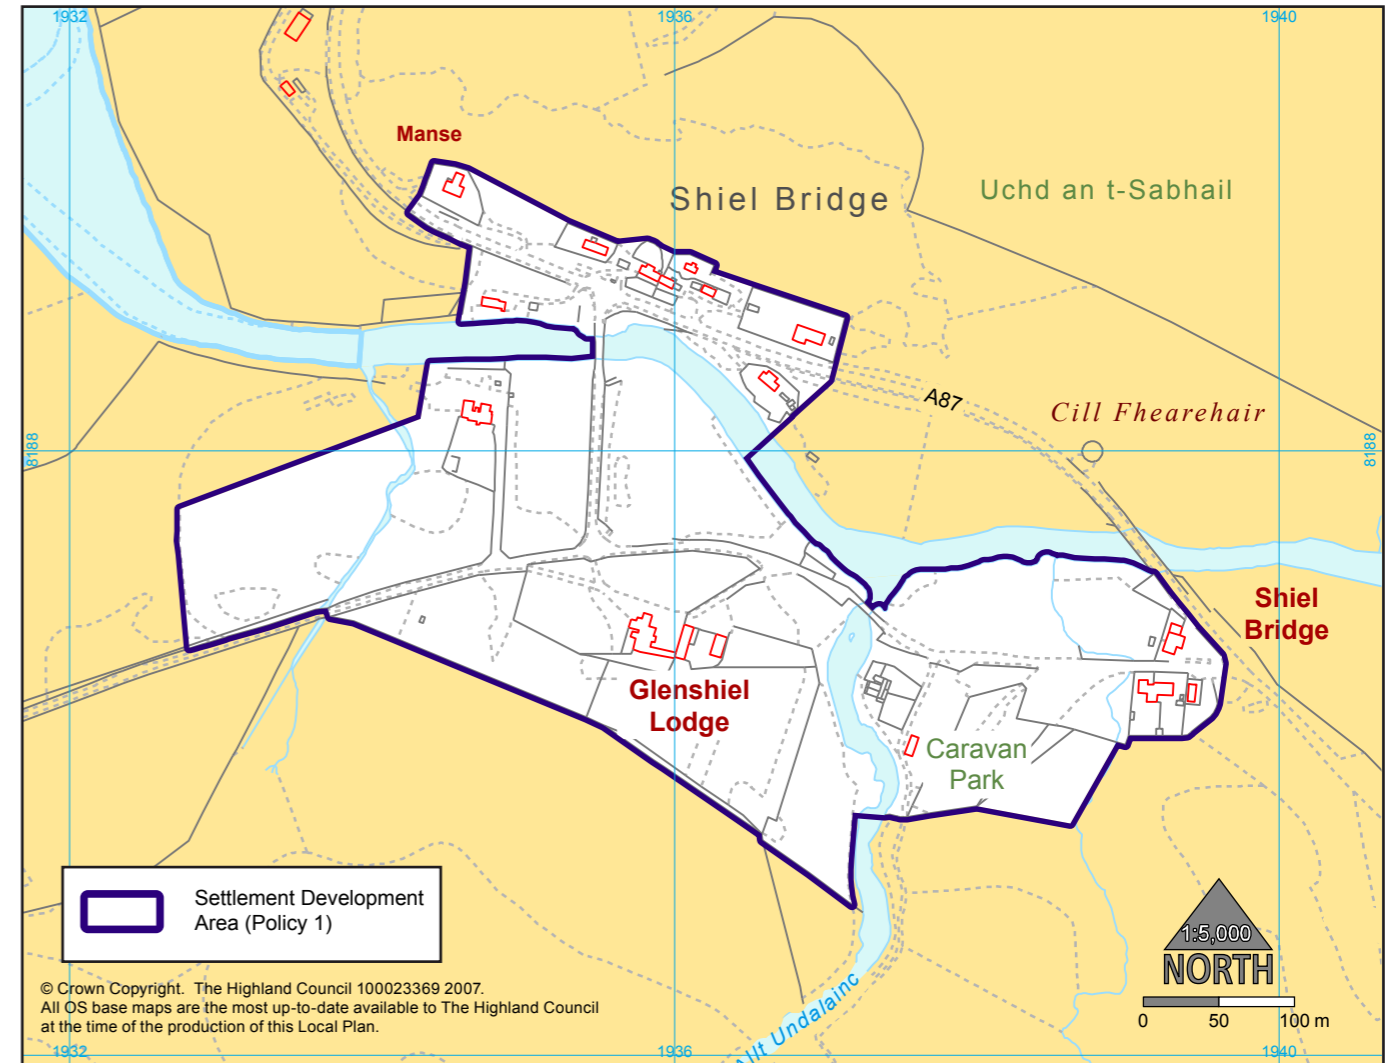 1932
1936
1940
Manse
Shiel Bridge
Uchd an t-Sabhail
A87
Cill Fhearehair
8188
8188
Shiel
Bridge
Glenshiel
Lodge
Caravan
Park
Settlement Development
Area (Policy 1)
1:5,000
NORTH
© Crown Copyright. The Highland Council 100023369 2007.
All OS base maps are the most up-to-date available to The Highland Council
at the time of the production of this Local Plan.
0 50 100 m
Allt Undalainc
1932
1936
1940